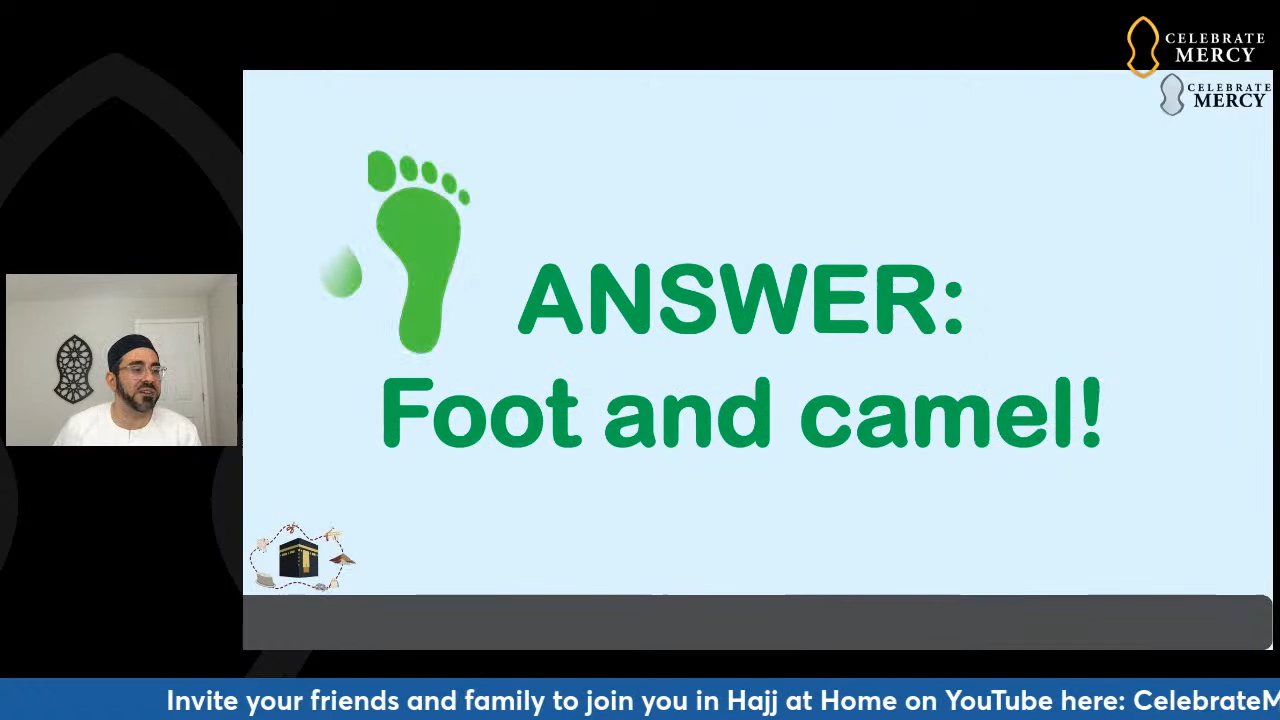 CELEBRATE
MERCY
CELEBRATE
MERCY
ANSWER:
Foot and camel!
Invite your friends and family to join you in Hajj at Home on YouTube here: CelebrateM